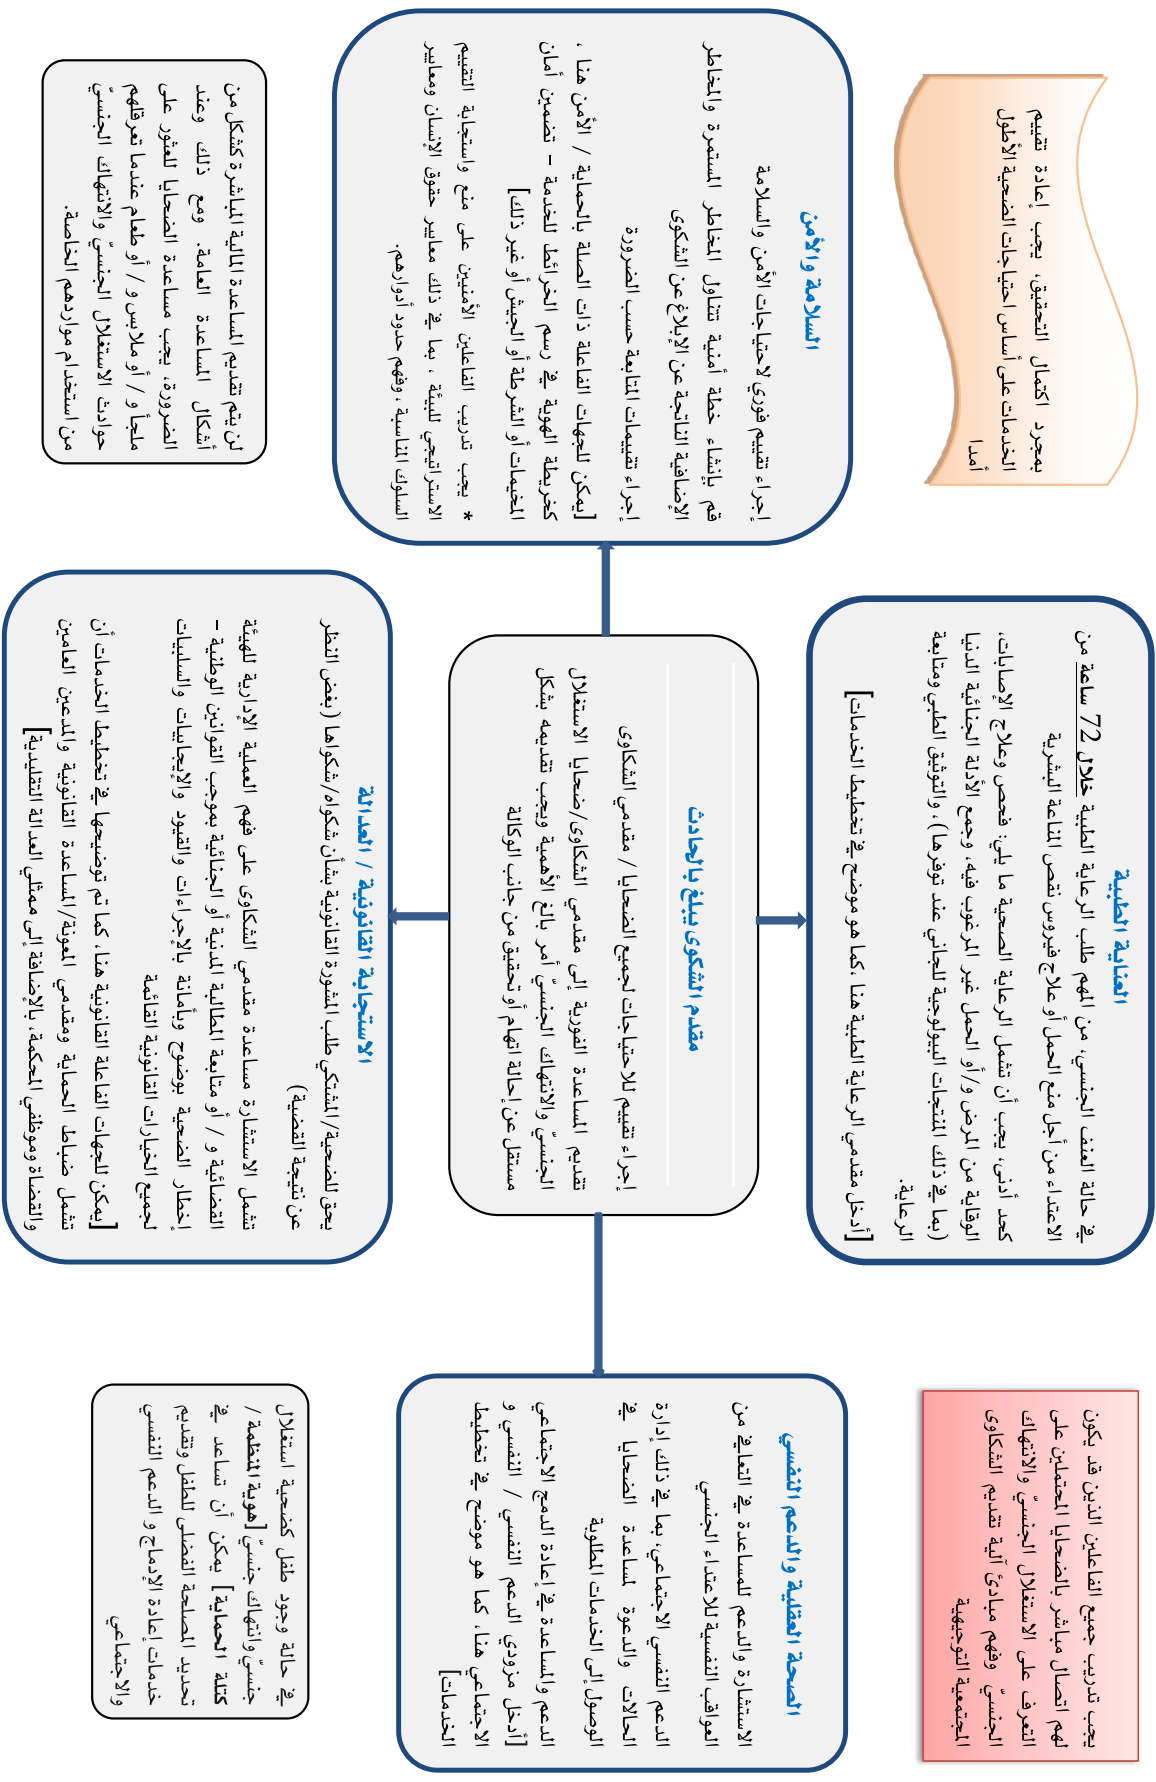 بمجرد اكتمال التحقيق، يجب إعادة تقييم
الخدمات على أساس احتياجات الضحية الأطول
أمدا
العناية الطبية
في حالة العنف الجنسي، من المهم طلب الرعاية الطبية خلال 72 ساعة من
الاعتداء من أجل منع الحمل أو علاج فيروس نقص المناعة البشرية
كحد أدنى، يجب أن تشمل الرعاية الصحية ما يلي: فحص وعلاج الإصابات،
الوقاية من المرض و/أو الحمل غير المرغوب فيه، وجمع الأدلة الجنائية الدنيا
(بما في ذلك المنتجات البيولوجية للجاني عند توفرها)، والتوثيق الطبي ومتابعة
الرعاية.
[أدخل مقدمي الرعاية الطبية هنا ،كما هو موضح في تخطيط الخدمات]
يجب تدريب جميع الفاعلين الذين قد يكون
لهم اتصال مباشر بالضحايا المحتملين على
التعرف على الاستغلال الجنسيّ والانتهاك
الجنسيّ وفهم مبادئ آلية تقديم الشكاوى
المجتمعية التوجيهية
السلامة والأمن
إجراء تقييم فوري لاحتياجات الأمن والسلامة
قم بإنشاء خطة أمنية تتناول المخاطر المستمرة والمخاطر
الإضافية الناتجة عن الإبلاغ عن الشكوى
إجراء تقييمات المتابعة حسب الضرورة
[يمكن للجهات الفاعلة ذات الصلة بالحماية / الأمن هنا ،
كخريطة الهوية في رسم الخرائط للخدمة – تضمين أمان
المخيمات أو الشرطة أو الجيش أو غير ذلك]
* يجب تدريب الفاعلين الأمنيين على منع واستجابة التقييم
الاستراتيجي للبيئة ، بما في ذلك معايير حقوق الإنسان ومعايير
السلوك المناسبة ، وفهم حدود أدوارهم.
مقدم الشكوى يبلغ بالحادث
إجراء تقييم للاحتياجات لجميع الضحايا / مقدمي الشكاوى
تقديم المساعدة الفورية إلى مقدمي الشكاوى/ضحايا الاستغلال
الجنسيّ والانتهاك الجنسيّ أمر بالغ الأهمية ويجب تقديمه بشكل
مستقل عن إحالة اتهام أو تحقيق من جانب الوكالة
الصحة العقلية والدعم النفسي
الاستشارة والدعم للمساعدة في التعافي من
العواقب النفسية للاعتداء الجنسي
الدعم النفسي الاجتماعي، بما في ذلك إدارة
الحالات والدعوة لمساعدة الضحايا في
الوصول إلى الخدمات المطلوبة
الدعم والمساعدة في إعادة الدمج الاجتماعي
[أدخل مزودي الدعم النفسي / النفسي و
الاجتماعي هنا، كما هو موضح في تخطيط
الخدمات]
لن يتم تقديم المساعدة المالية المباشرة كشكل من
أشكال المساعدة العامة. ومع ذلك وعند
الضرورة، يجب مساعدة الضحايا للعثور على
ملجأ و / أو ملابس و / أو طعام عندما تعرقلهم
حوادث الاستغلال الجنسيّ والانتهاك الجنسيّ
من استخدام مواردهم الخاصة.
الاستجابة القانونية / العدالة
يحق للضحية/المشتكي طلب المشورة القانونية بشأن شكواه/شكواها (بغض النظر
عن نتيجة القضية)
تشمل الاستشارة مساعدة مقدمي الشكاوى على فهم العملية الإدارية للهيئة
القضائية و / أو متابعة المطالبة المدنية أو الجنائية بموجب القوانين الوطنية –
إخطار الضحية بوضوح وبأمانة بالإجراءات والقيود والإيجابيات والسلبيات
لجميع الخيارات القانونية القائمة
[يمكن للجهات الفاعلة القانونية هنا، كما تم توضيحها في تخطيط الخدمات أن
تشمل ضباط الحماية ومقدمي المعونة/المساعدة القانونية والمدعين العامين
والقضاة وموظفي المحكمة، بالإضافة إلى ممثلي العدالة التقليدية]
في حالة وجود طفل كضحية استغلال
جنسيّ وانتهاك جنسيّ [هوية المنظمة /
كتلة الحماية] يمكن أن تساعد في
تحديد المصلحة الفضلى للطفل وتقديم
خدمات إعادة الإدماج و الدعم النفسي
والاجتماعي